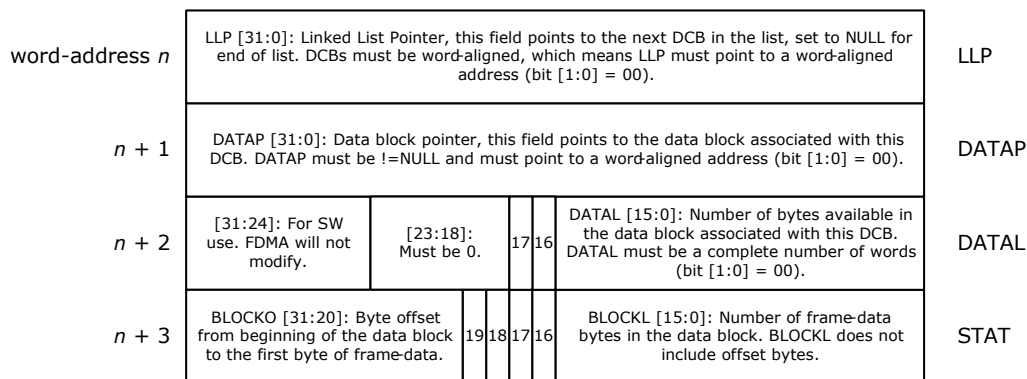 LLP [31:0]: Linked List Pointer, this field points to the next DCB in the list, set to NULL for
word-address n
end of list. DCBs must be word-aligned, which means LLP must point to a word-aligned
LLP
address (bit [1:0] = 00).
DATAP [31:0]: Data block pointer, this field points to the data block associated with this
n + 1
DCB. DATAP must be !=NULL and must point to a word-aligned address (bit [1:0] = 00).
DATAP
n + 2
[31:24]: For SW
use. FDMA will not
modify.
[23:18]:
Must be 0.
17
16
DATAL [15:0]: Number of bytes available in
the data block associated with this DCB.
DATAL must be a complete number of words
(bit [1:0] = 00).
DATAL
n + 3
BLOCKO [31:20]: Byte offset
from beginning of the data block
to the first byte of frame-data.
19
18
17
16
BLOCKL [15:0]: Number of frame-data
bytes in the data block. BLOCKL does not
include offset bytes.
STAT